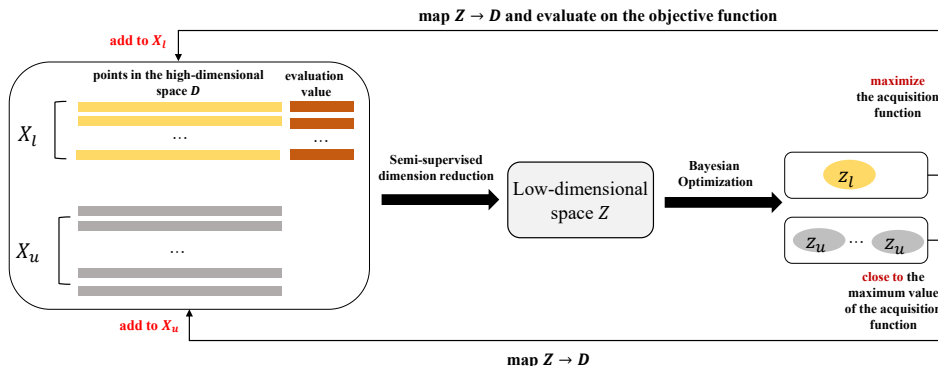 map Z → D and evaluate on the objective function
add to X_l
points in the high-dimensional
space D
evaluation
value
maximize
the acquisition
function
X_l
...
...
Semi-supervised
dimension reduction
Low-dimensional
space Z
Bayesian
Optimization
z_l
X_u
...
z_u ... z_u
close to the
maximum value
of the acquisition
function
add to X_u
map Z → D